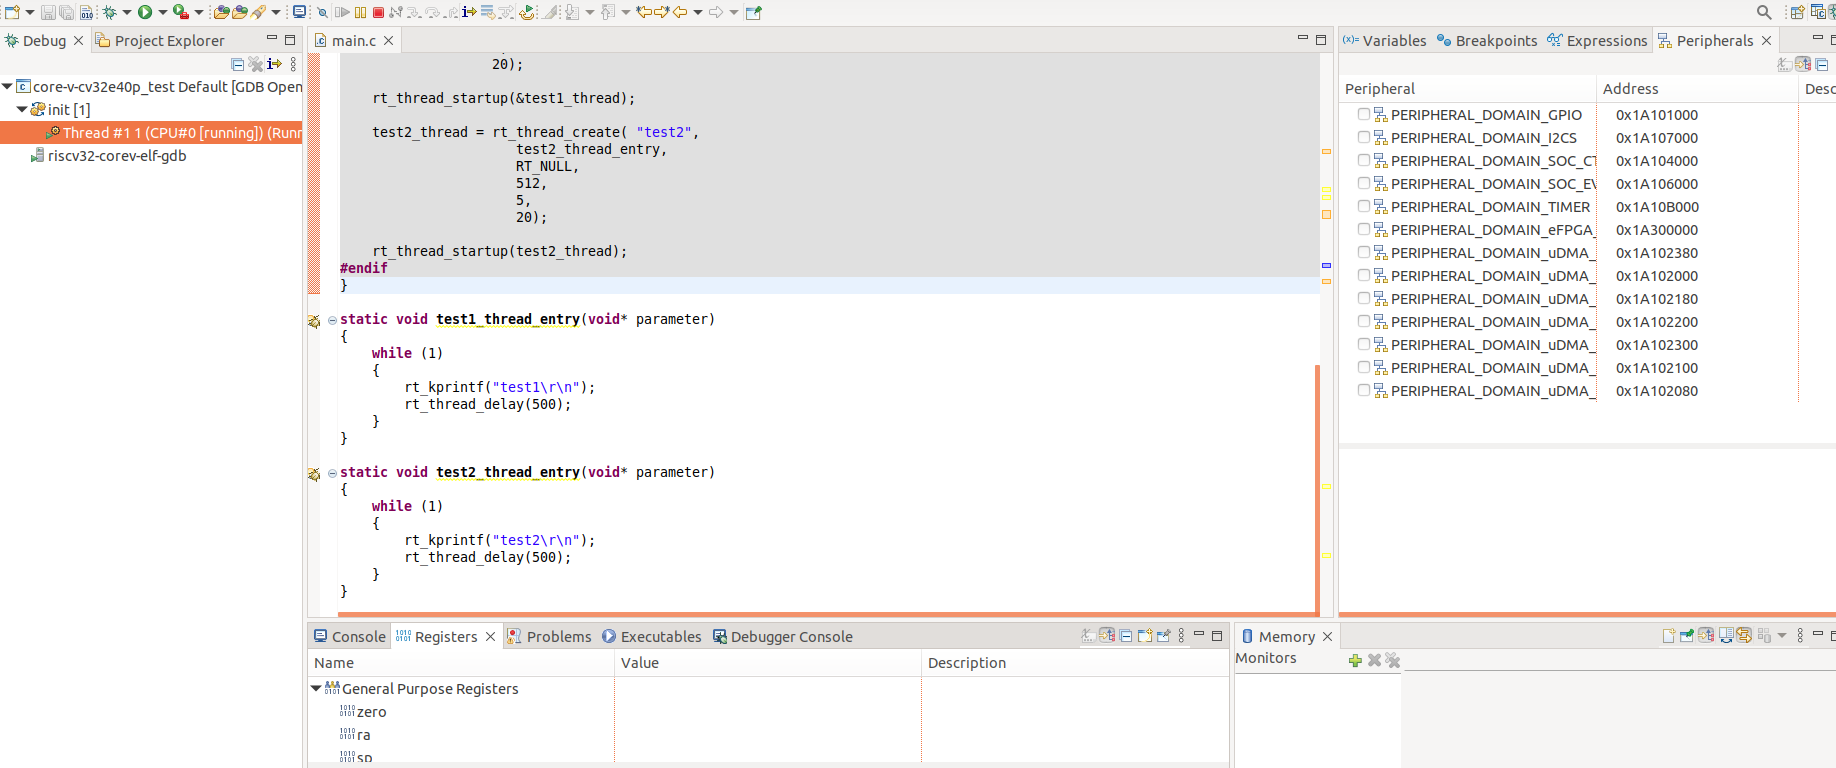 Debug
Project Explorer
core-v-cv32e40p_test Default [GDB Open
init [1]
Thread #1 1 (CPU#0 [running]) (Runn
riscv32-corev-elf-gdb
main.c
20);
rt_thread_startup(&test1_thread);
test2_thread = rt_thread_create( "test2",
test2_thread_entry,
RT_NULL,
512,
5,
20);
rt_thread_startup(test2_thread);
#endif
}
static void test1_thread_entry(void* parameter)
{
while (1)
{
rt_kprintf("test1\r\n");
rt_thread_delay(500);
}
}
static void test2_thread_entry(void* parameter)
{
while (1)
{
rt_kprintf("test2\r\n");
rt_thread_delay(500);
}
}
Variables
Breakpoints
Expressions
Peripherals
Peripheral Address Desc
PERIPHERAL_DOMAIN_GPIO 0x1A101000
PERIPHERAL_DOMAIN_I2CS 0x1A107000
PERIPHERAL_DOMAIN_SOC_CT 0x1A104000
PERIPHERAL_DOMAIN_SOC_EV 0x1A106000
PERIPHERAL_DOMAIN_TIMER 0x1A10B000
PERIPHERAL_DOMAIN_eFPGA_ 0x1A300000
PERIPHERAL_DOMAIN_uDMA_ 0x1A102380
PERIPHERAL_DOMAIN_uDMA_ 0x1A102000
PERIPHERAL_DOMAIN_uDMA_ 0x1A102180
PERIPHERAL_DOMAIN_uDMA_ 0x1A102200
PERIPHERAL_DOMAIN_uDMA_ 0x1A102300
PERIPHERAL_DOMAIN_uDMA_ 0x1A102100
PERIPHERAL_DOMAIN_uDMA_ 0x1A102080
Console
Registers
Problems
Executables
Debugger Console
Name Value Description
General Purpose Registers
zero
ra
sp
Memory
Monitors